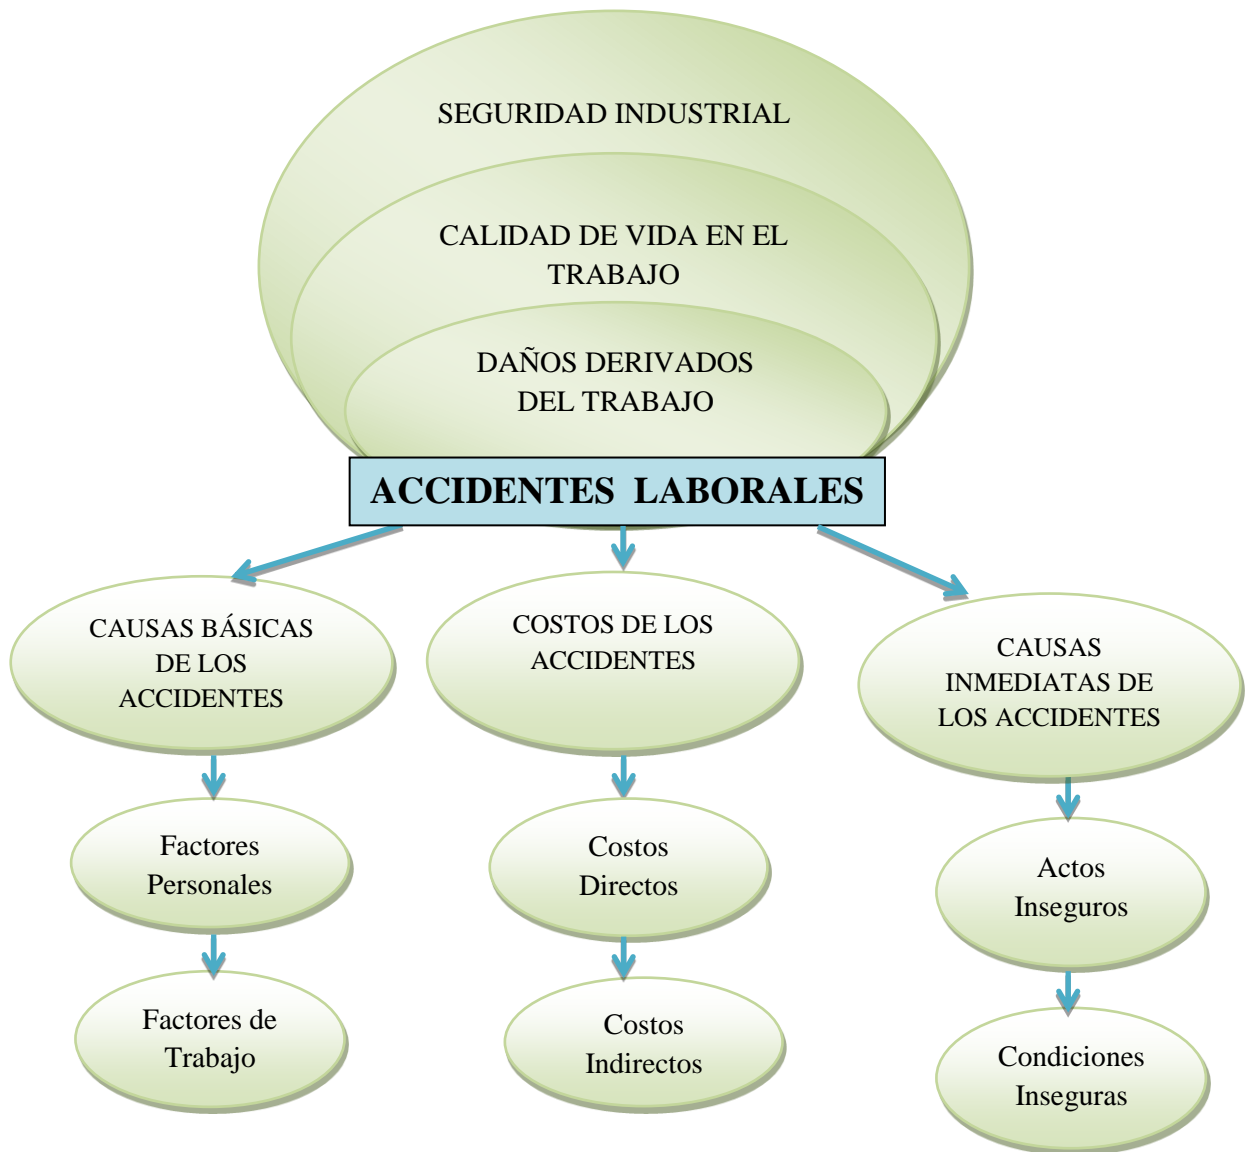 SEGURIDAD INDUSTRIAL
CALIDAD DE VIDA EN EL
TRABAJO
DAÑOS DERIVADOS
DEL TRABAJO
ACCIDENTES LABORALES
CAUSAS BÁSICAS
DE LOS
ACCIDENTES
COSTOS DE LOS
ACCIDENTES
CAUSAS
INMEDIATAS DE
LOS ACCIDENTES
Factores
Personales
Costos
Directos
Actos
Inseguros
Factores de
Trabajo
Costos
Indirectos
Condiciones
Inseguras